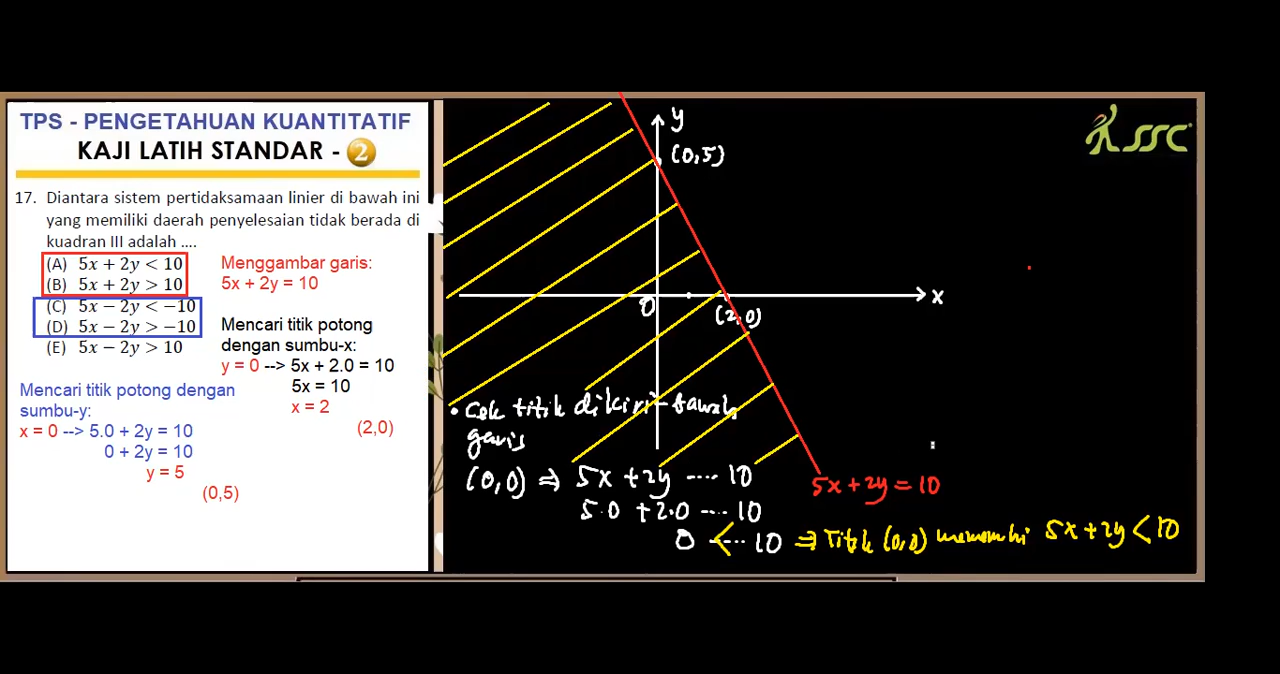 TPS - PENGETAHUAN KUANTITATIF
KAJI LATIH STANDAR - 2
17. Diantara sistem pertidaksamaan linier di bawah ini
yang memiliki daerah penyelesaian tidak berada di
kuadran III adalah ....
(A) 5x + 2y < 10
(B) 5x + 2y > 10
(C) 5x − 2y < −10
(D) 5x − 2y > −10
(E) 5x − 2y > 10
Menggambar garis:
5x + 2y = 10
Mencari titik potong
dengan sumbu-x:
y = 0 --> 5x + 2.0 = 10
5x = 10
x = 2
(2,0)
Mencari titik potong dengan
sumbu-y:
x = 0 --> 5.0 + 2y = 10
0 + 2y = 10
y = 5
(0,5)
SSC
y
(0,5)
x
0
(2,0)
• Cek titik dikiri-bawah
garis
(0,0) ⇒ 5x + 2y ---- 10
5.0 + 2.0 ---- 10
0 < ---- 10 ⇒ Titik (0,0) memenuhi 5x + 2y < 10
5x + 2y = 10